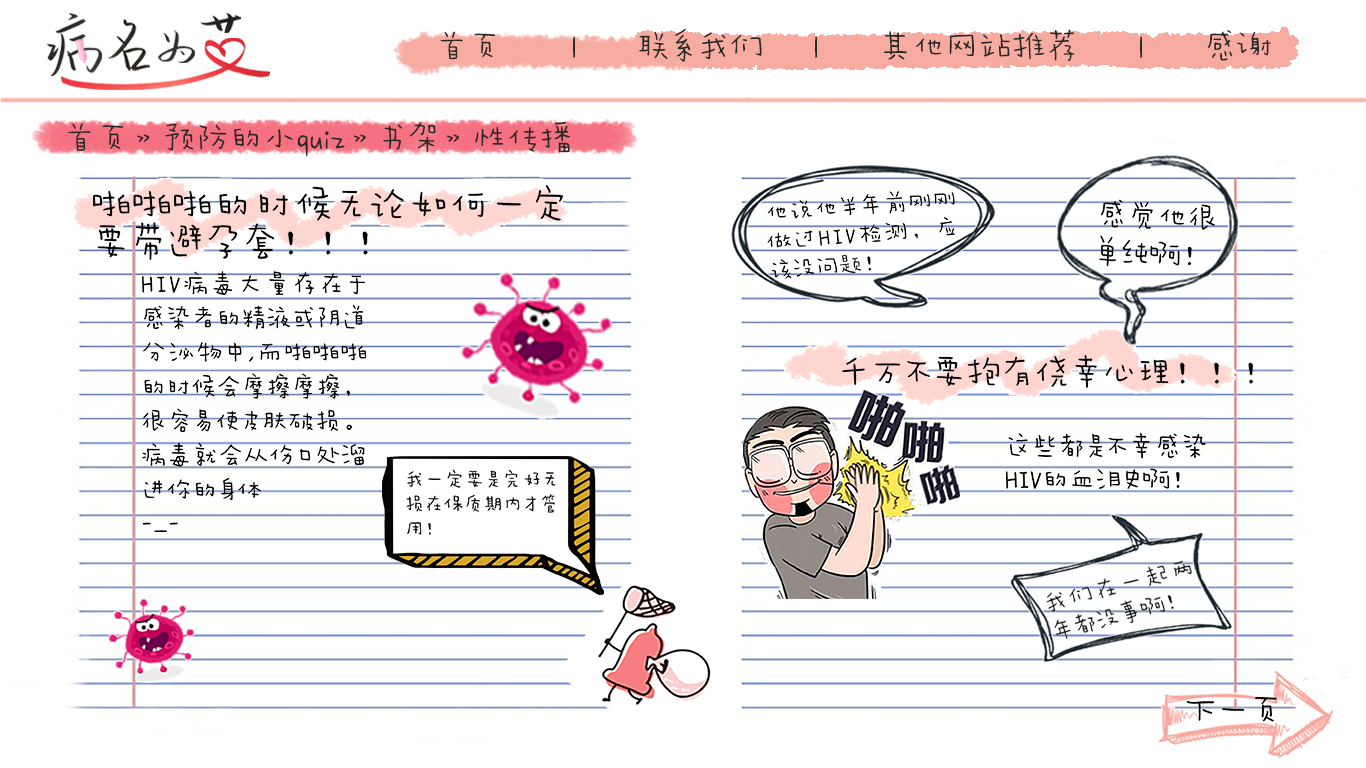 病名为艾
首页 | 联系我们 | 其他网站推荐 | 感谢
首页»预防的小quiz»书架»性传播
啪啪啪的时候无论如何一定
要带避孕套！！！
HIV病毒大量存在于
感染者的精液或阴道
分泌物中,而啪啪啪
的时候会摩擦摩擦，
很容易使皮肤破损。
病毒就会从伤口处溜
进你的身体
-_-
我一定要是完好无
损在保质期内才管
用！
他说他半年前刚刚
做过HIV检测，应
该没问题！
感觉他很
单纯啊！
千万不要抱有侥幸心理！！！
啪
啪
啪
这些都是不幸感染
HIV的血泪史啊！
我们在一起两
年都没事啊！
下一页